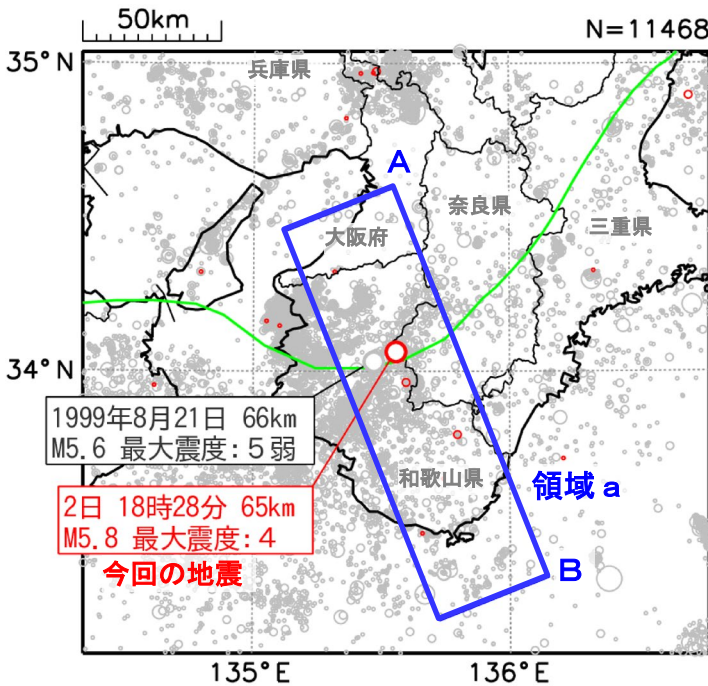 50km
N=11468
35°N
兵庫県
A
奈良県
大阪府
三重県
34°N
1999年8月21日 66km
M5.6 最大震度:5弱
和歌山県
領域a
2日 18時28分 65km
M5.8 最大震度:4
今回の地震
B
135°E
136°E